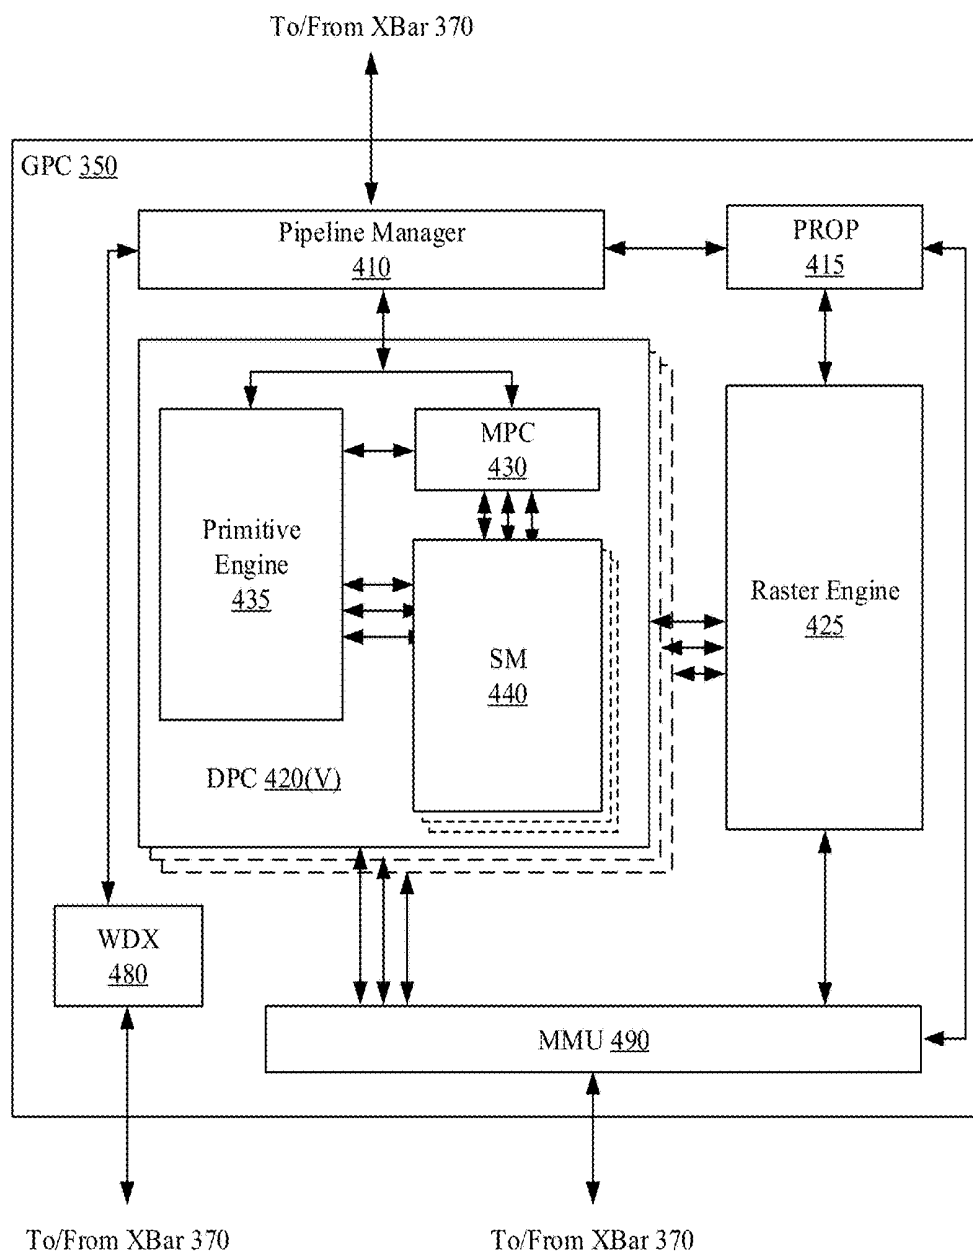 To/From XBar 370
GPC 350
Pipeline Manager
410
PROP
415
MPC
430
Primitive
Engine
435
Raster Engine
425
SM
440
DPC 420(V)
WDX
480
MMU 490
To/From XBar 370
To/From XBar 370